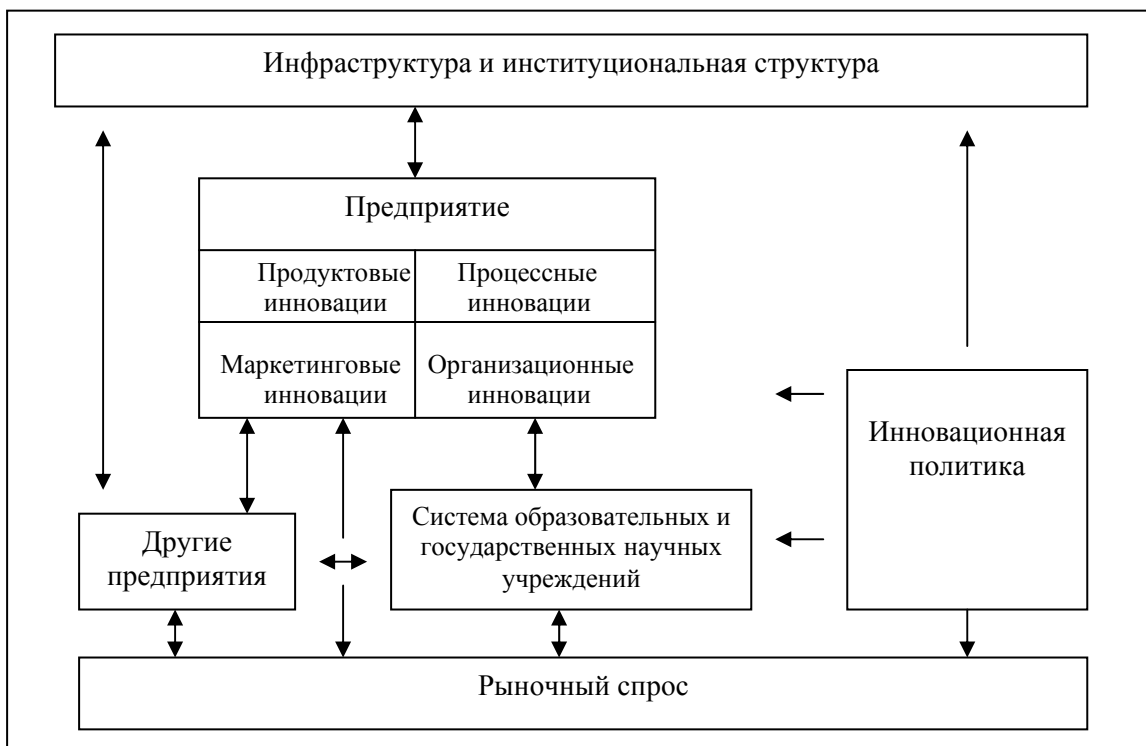 Инфраструктура и институциональная структура
Предприятие
Продуктовые
инновации
Процессные
инновации
Маркетинговые
инновации
Организационные
инновации
Инновационная
политика
Другие
предприятия
Система образовательных и
государственных научных
учреждений
Рыночный спрос